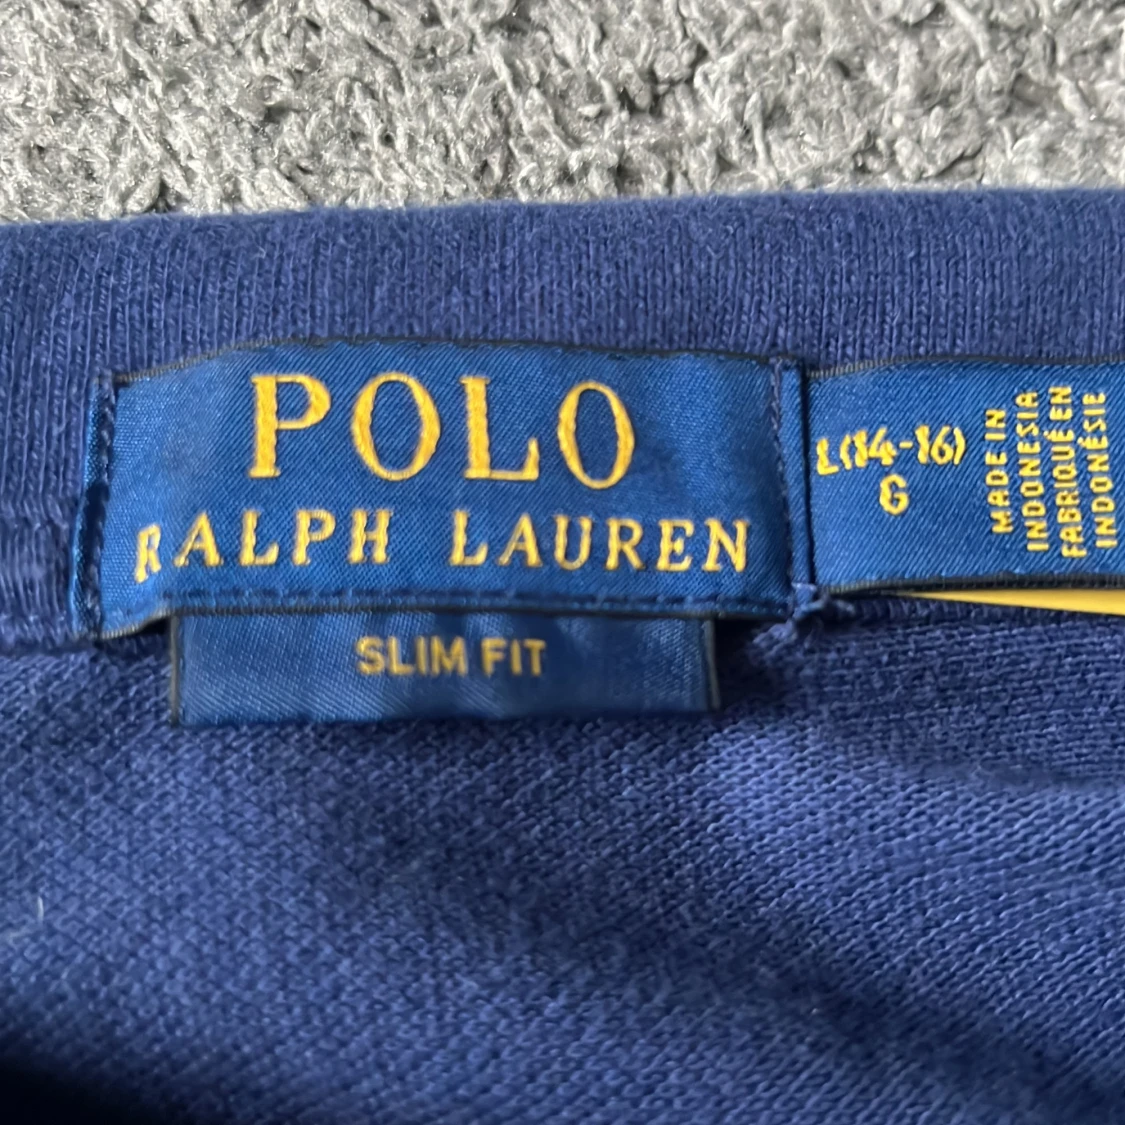 POLO
RALPH LAUREN
SLIM FIT
L(14-16)
G
MADE IN
INDONESIA
FABRIQUÉ EN
INDONÉSIE